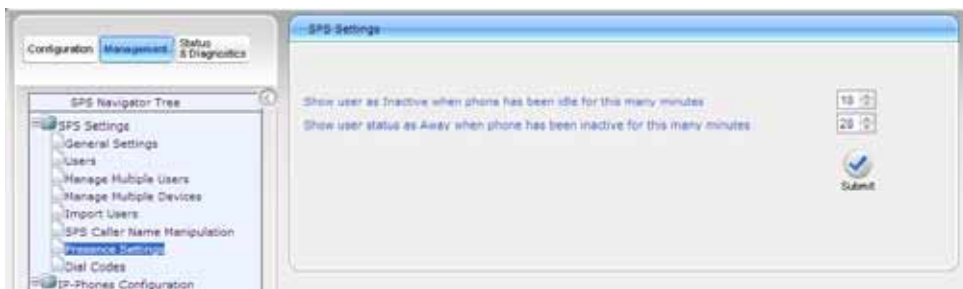 SPS Settings
Configuration Management Status & Diagnostics
SPS Navigator Tree
SPS Settings
General Settings
Users
Manage Multiple Users
Manage Multiple Devices
Import Users
SPS Caller Name Manipulation
Presence Settings
Dial Codes
IP-Phones Configuration
Show user as Inactive when phone has been idle for this many minutes
Show user status as Away when phone has been inactive for this many minutes
Submit